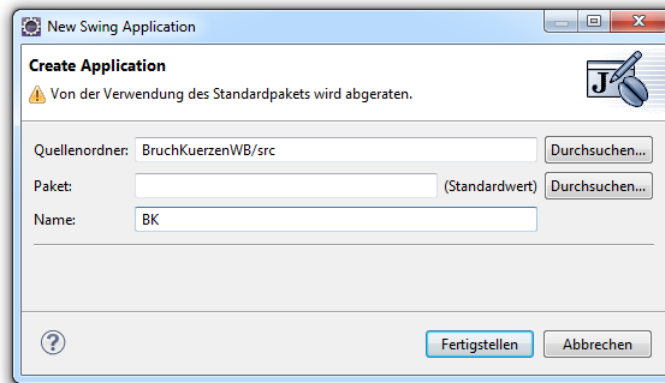 New Swing Application
Create Application
Von der Verwendung des Standardpakets wird abgeraten.
Quellenordner: BruchKuerzenWB/src Durchsuchen...
Paket: (Standardwert) Durchsuchen...
Name: BK
? Fertigstellen Abbrechen